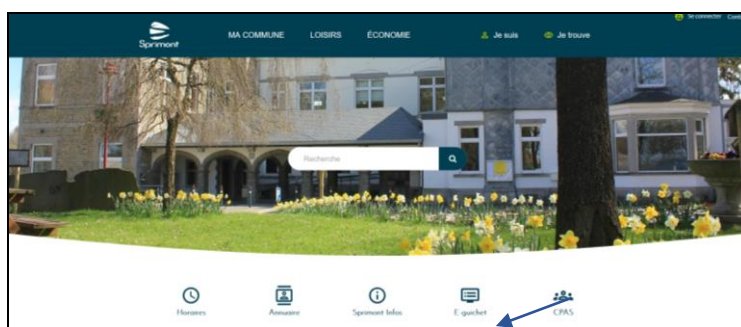 Se connecter
Sprimont
MA COMMUNE LOISIRS ÉCONOMIE Je suis Je trouve
Recherche
Horaires Annuaire Sprimont Infos E guichet CPAS